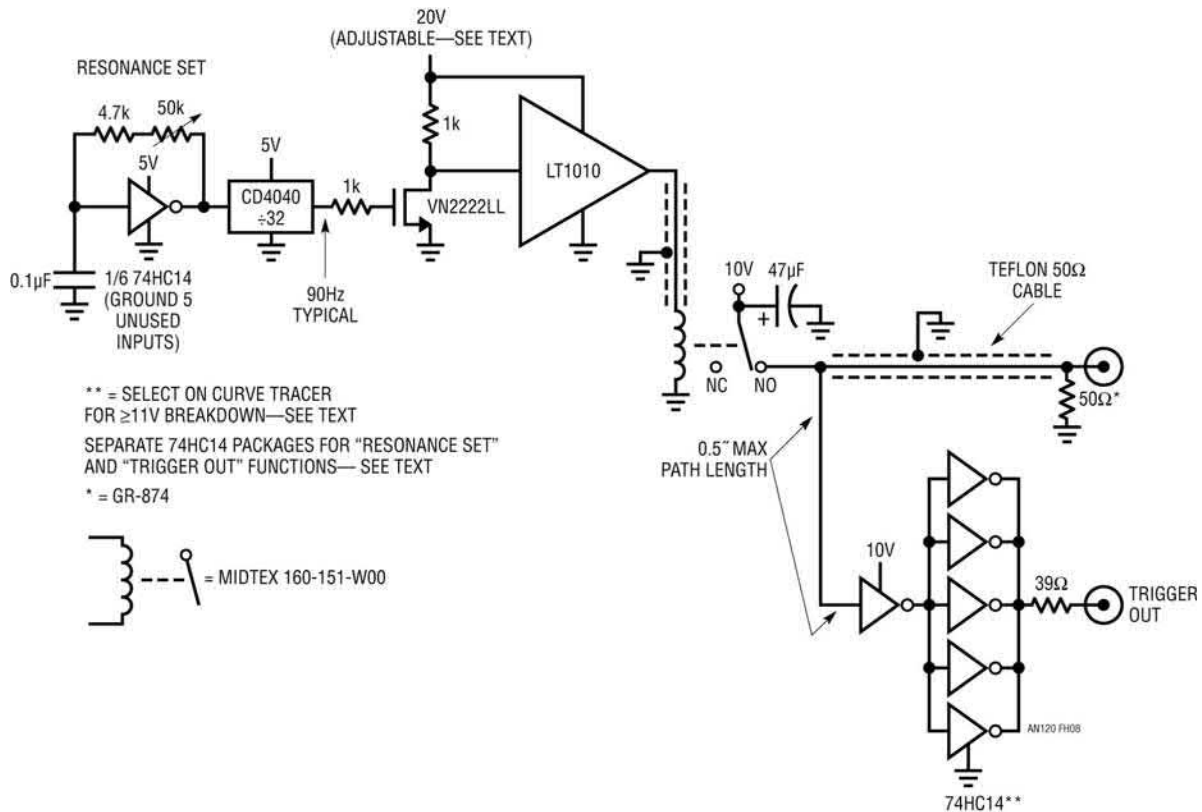 20V
(ADJUSTABLE—SEE TEXT)
RESONANCE SET
4.7k
50k
5V
1k
5V
CD4040
÷32
1k
LT1010
VN2222LL
0.1µF
1/6 74HC14
(GROUND 5
UNUSED
INPUTS)
90Hz
TYPICAL
10V
47µF
+
TEFLON 50Ω
CABLE
NC
NO
50Ω*
** = SELECT ON CURVE TRACER
FOR ≥11V BREAKDOWN—SEE TEXT
SEPARATE 74HC14 PACKAGES FOR “RESONANCE SET”
AND “TRIGGER OUT” FUNCTIONS— SEE TEXT
* = GR-874
0.5˝ MAX
PATH LENGTH
= MIDTEX 160-151-W00
10V
39Ω
TRIGGER
OUT
AN120 FH08
74HC14**